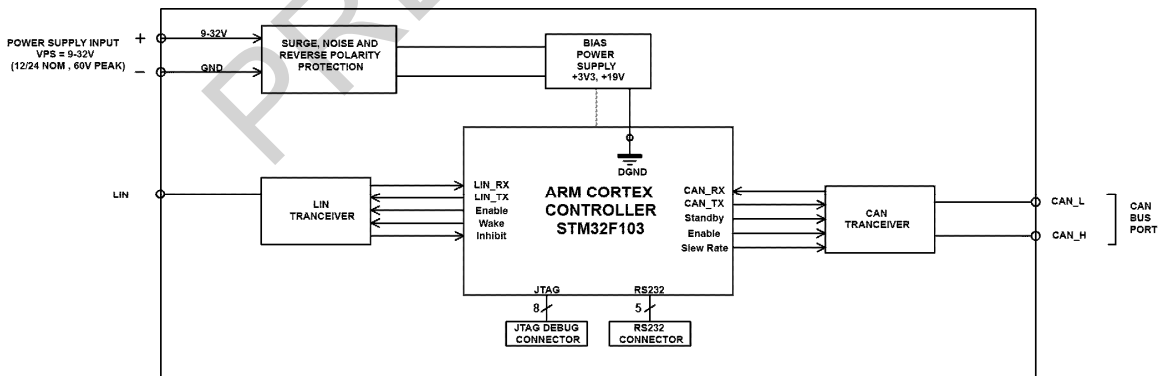 POWER SUPPLY INPUT
VPS = 9-32V
(12/24 NOM , 60V PEAK)
+
−
9-32V
GND
SURGE, NOISE AND
REVERSE POLARITY
PROTECTION
BIAS
POWER
SUPPLY
+3V3, +19V
DGND
LIN
LIN
TRANCEIVER
LIN_RX
LIN_TX
Enable
Wake
Inhibit
ARM CORTEX
CONTROLLER
STM32F103
CAN_RX
CAN_TX
Standby
Enable
Slew Rate
CAN
TRANCEIVER
CAN_L
CAN_H
CAN
BUS
PORT
JTAG
RS232
8
5
JTAG DEBUG
CONNECTOR
RS232
CONNECTOR